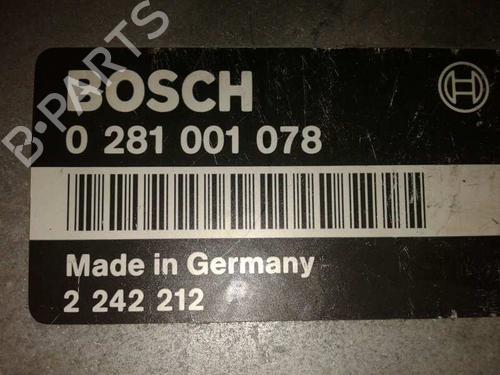 B-PARTS
BOSCH
0 281 001 078
Made in Germany
2 242 212